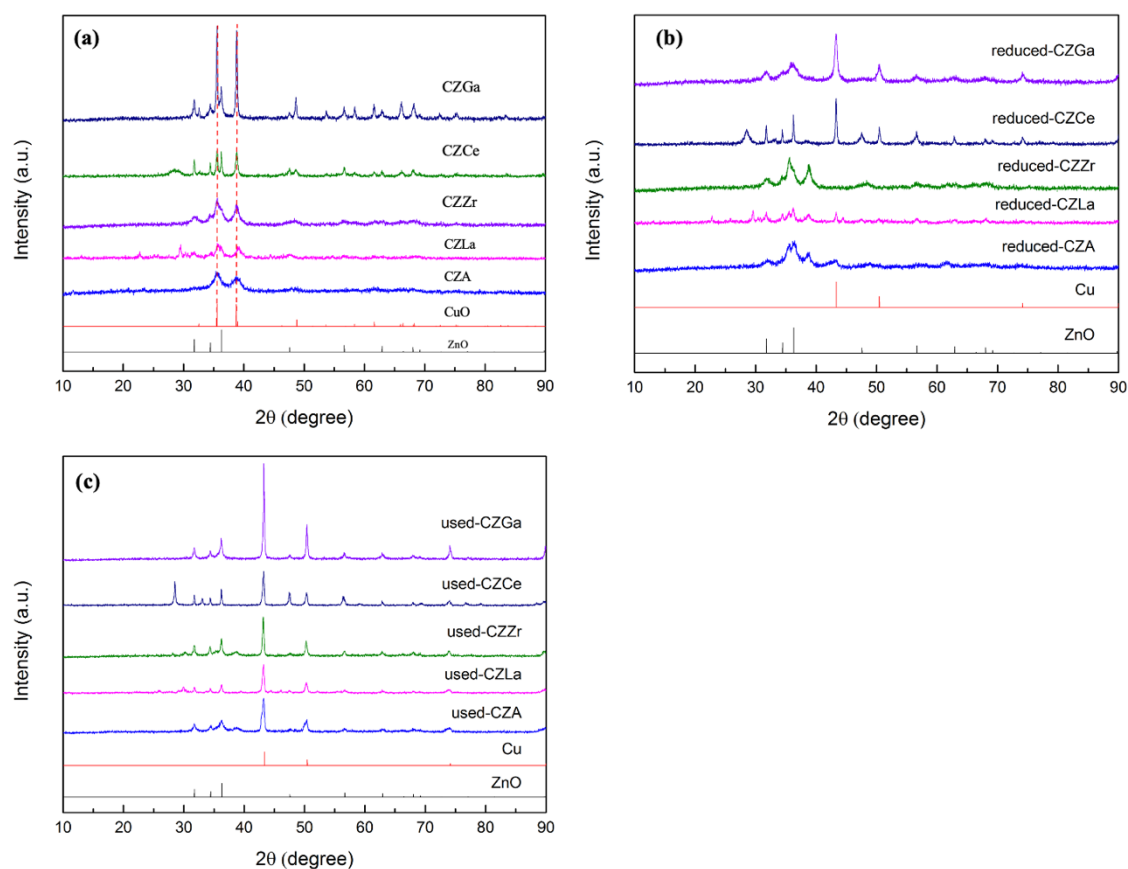 (a)
CZGa
CZCe
CZZr
CZLa
CZA
CuO
ZnO
10 20 30 40 50 60 70 80 90
2θ (degree)
Intensity (a.u.)
(b)
reduced-CZGa
reduced-CZCe
reduced-CZZr
reduced-CZLa
reduced-CZA
Cu
ZnO
10 20 30 40 50 60 70 80 90
2θ (degree)
Intensity (a.u.)
(c)
used-CZGa
used-CZCe
used-CZZr
used-CZLa
used-CZA
Cu
ZnO
10 20 30 40 50 60 70 80 90
2θ (degree)
Intensity (a.u.)